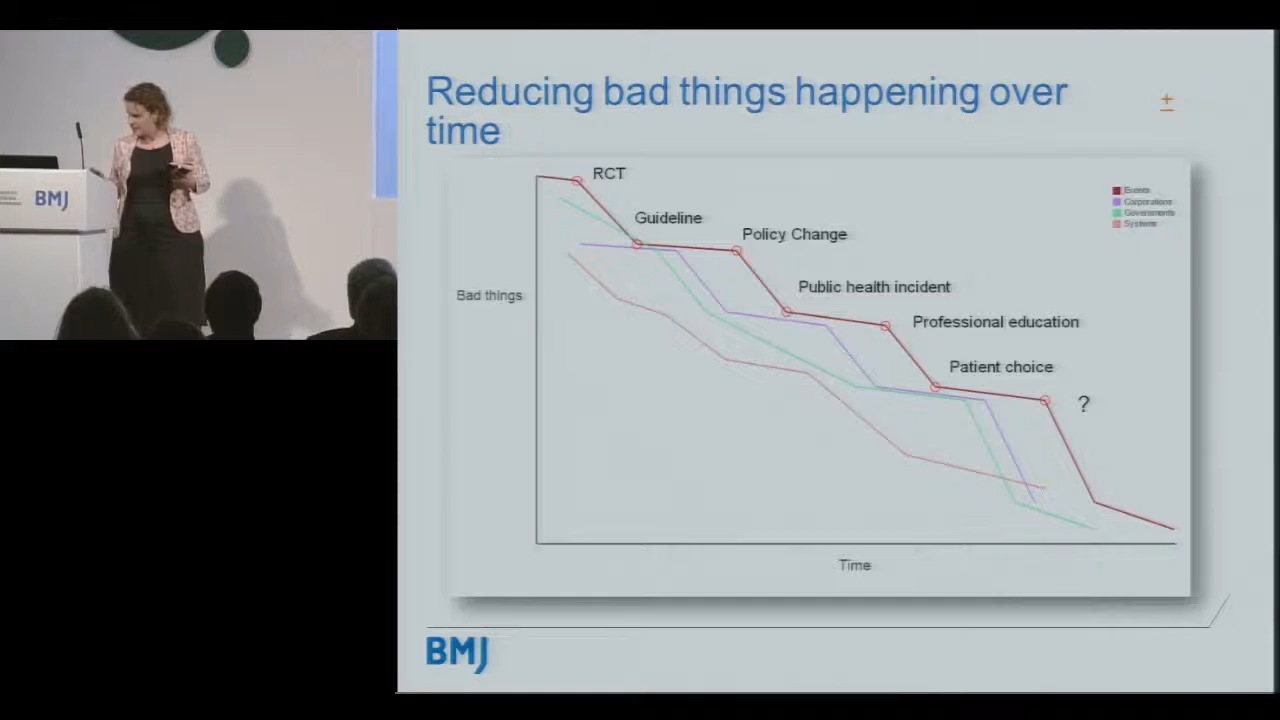 BMJ
Reducing bad things happening over
time
±
RCT
Guideline
Policy Change
Public health incident
Professional education
Patient choice
?
Bad things
Events
Corporations
Governments
Systems
Time
BMJ